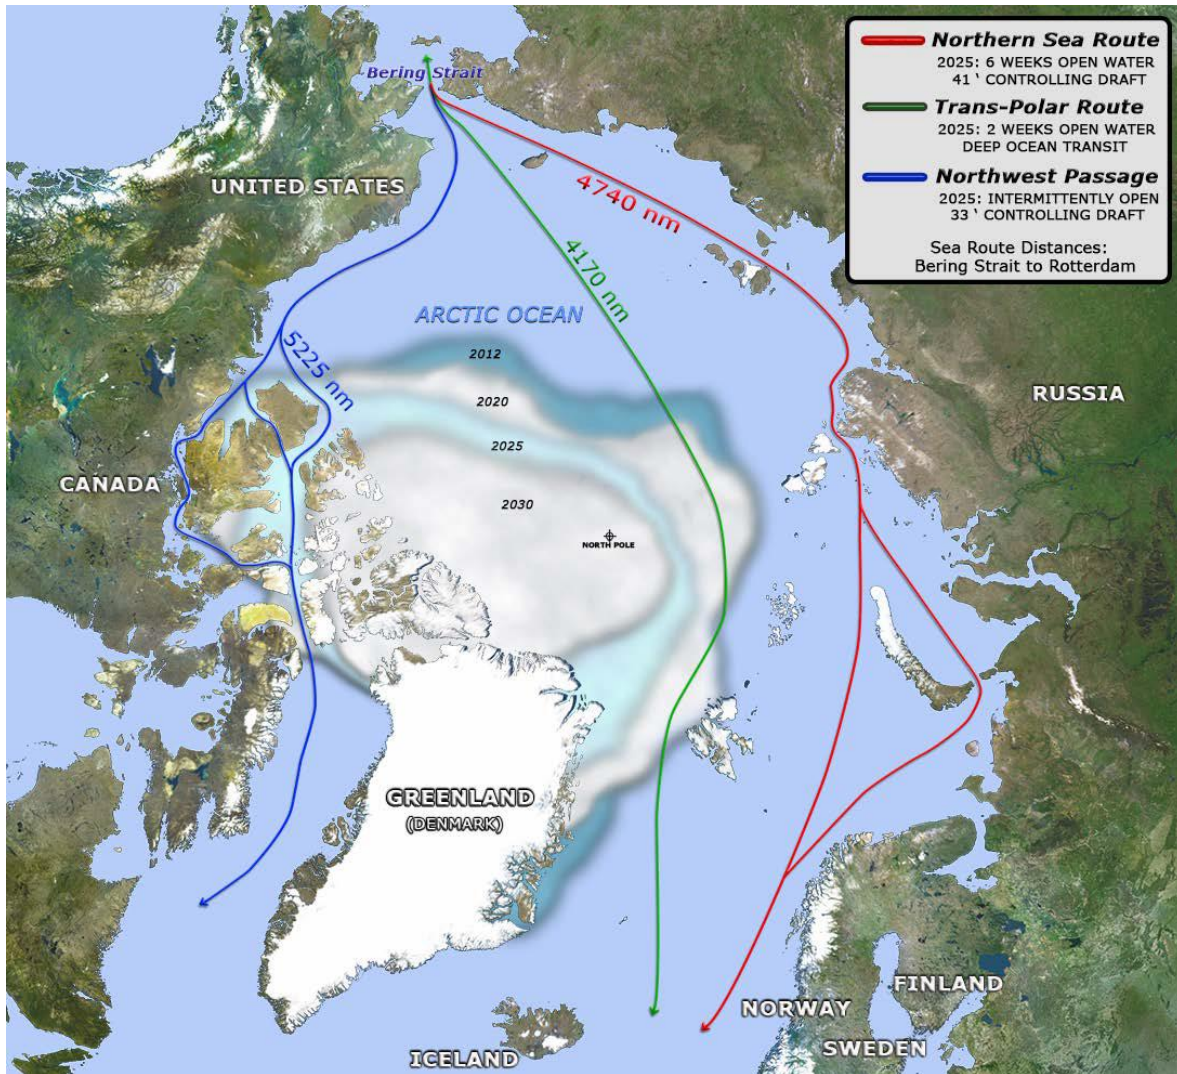 Northern Sea Route
2025: 6 WEEKS OPEN WATER
41 ' CONTROLLING DRAFT
Trans-Polar Route
2025: 2 WEEKS OPEN WATER
DEEP OCEAN TRANSIT
Northwest Passage
2025: INTERMITTENTLY OPEN
33 ' CONTROLLING DRAFT
Sea Route Distances:
Bering Strait to Rotterdam
Bering Strait
UNITED STATES
4740 nm
4170 nm
ARCTIC OCEAN
5225 nm
2012
2020
2025
2030
RUSSIA
CANADA
NORTH POLE
GREENLAND
(DENMARK)
FINLAND
NORWAY
SWEDEN
ICELAND